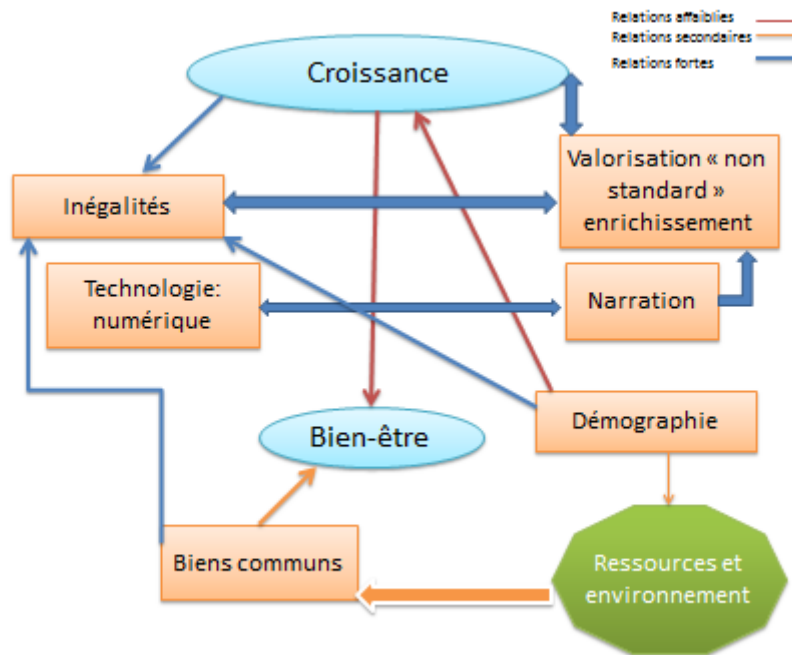 Relations affaiblies
Relations secondaires
Relations fortes
Croissance
Valorisation « non
standard »
enrichissement
Inégalités
Technologie:
numérique
Narration
Bien-être
Démographie
Biens communs
Ressources et
environnement